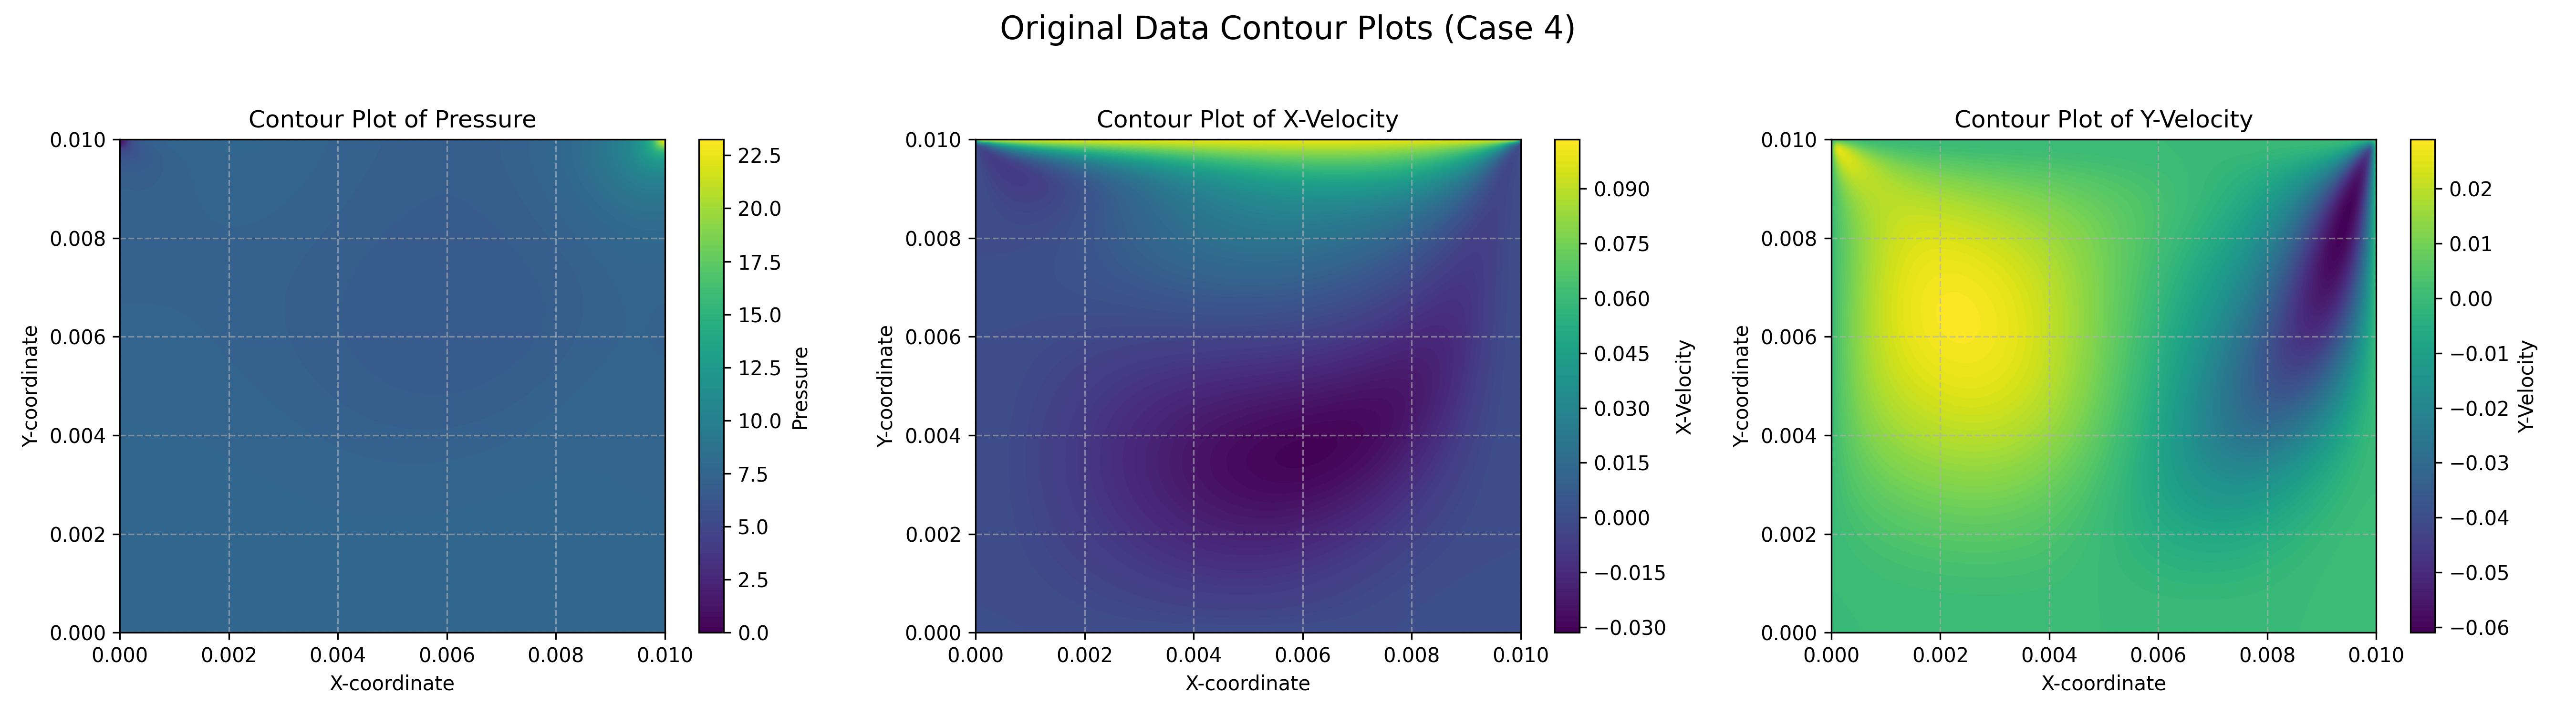 Original Data Contour Plots (Case 4)
Contour Plot of Pressure
0.010
0.008
0.006
0.004
0.002
0.000
Y-coordinate
0.000 0.002 0.004 0.006 0.008 0.010
X-coordinate
22.5
20.0
17.5
15.0
12.5
10.0
7.5
5.0
2.5
0.0
Pressure
Contour Plot of X-Velocity
0.010
0.008
0.006
0.004
0.002
0.000
Y-coordinate
0.000 0.002 0.004 0.006 0.008 0.010
X-coordinate
0.090
0.075
0.060
0.045
0.030
0.015
0.000
−0.015
−0.030
X-Velocity
Contour Plot of Y-Velocity
0.010
0.008
0.006
0.004
0.002
0.000
Y-coordinate
0.000 0.002 0.004 0.006 0.008 0.010
X-coordinate
0.02
0.01
0.00
−0.01
−0.02
−0.03
−0.04
−0.05
−0.06
Y-Velocity